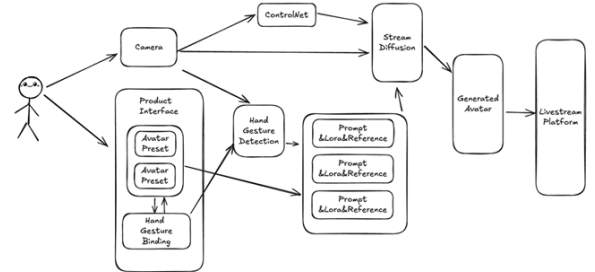 ControlNet
Camera
Stream
Diffusion
Product
Interface
Avatar
Preset
Avatar
Preset
Hand
Gesture
Binding
Hand
Gesture
Detection
Prompt
&Lora&Reference
Prompt
&Lora&Reference
Prompt
&Lora&Reference
Generated
Avatar
Livestream
Platform